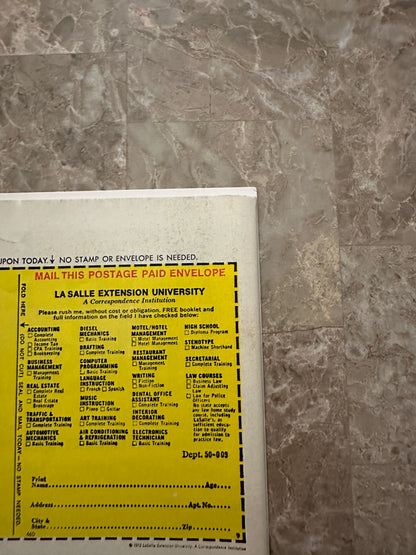 UPON TODAY. ↓ NO STAMP OR ENVELOPE IS NEEDED.
MAIL THIS POSTAGE PAID ENVELOPE
LA SALLE EXTENSION UNIVERSITY
A Correspondence Institution
Please rush me, without cost or obligation, FREE booklet and
full information on the field I have checked below:
ACCOUNTING
Complete
Accounting
Income Tax
CPA Training
Bookkeeping
BUSINESS
MANAGEMENT
Management
Training
REAL ESTATE
Complete Real
Estate
Real Estate
Brokerage
TRAFFIC &
TRANSPORTATION
Complete Training
AUTOMOTIVE
MECHANICS
Basic Training
DIESEL
MECHANICS
Basic Training
DRAFTING
Complete Training
COMPUTER
PROGRAMMING
Basic Training
LANGUAGE
INSTRUCTION
French Spanish
MUSIC
INSTRUCTION
Piano Guitar
ART TRAINING
Complete Training
AIR CONDITIONING
& REFRIGERATION
Basic Training
MOTEL/HOTEL
MANAGEMENT
Motel Management
Hotel Management
RESTAURANT
MANAGEMENT
Management
Training
WRITING
Fiction
Non-Fiction
DENTAL OFFICE
ASSISTANT
Complete Training
INTERIOR
DECORATING
Complete Training
ELECTRONICS
TECHNICIAN
Basic Training
HIGH SCHOOL
Diploma Program
STENOTYPE
Machine Shorthand
SECRETARIAL
Complete Training
LAW COURSES
Business Law
Claim Adjusting
Law
Law for Police
Officers
No state accepts
any law home study
course, including
LaSalle's, as
sufficient educa-
tion to qualify
for admission to
practice law.
Dept. 50-009
Print
Name Age
Address Apt. No.
City &
State Zip
460
9
© 1973 LaSalle Extension University. A Correspondence Institution
FOLD HERE
DO NOT CUT. SEAL AND MAIL TODAY — NO STAMP NEEDED.